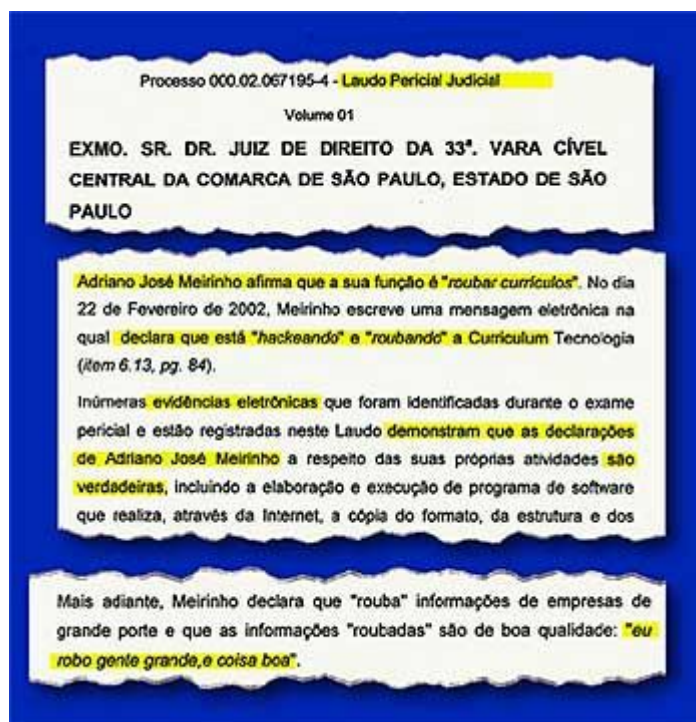 Processo 000.02.067195-4 - Laudo Pericial Judicial
Volume 01
EXMO. SR. DR. JUIZ DE DIREITO DA 33ª. VARA CÍVEL
CENTRAL DA COMARCA DE SÃO PAULO, ESTADO DE SÃO
PAULO
Adriano José Meirinho afirma que a sua função é "roubar currículos". No dia
22 de Fevereiro de 2002, Meirinho escreve uma mensagem eletrônica na
qual declara que está "hackeando" e "roubando" a Curriculum Tecnologia
(item 6.13, pg. 84).
Inúmeras evidências eletrônicas que foram identificadas durante o exame
pericial e estão registradas neste Laudo demonstram que as declarações
de Adriano José Meirinho a respeito das suas próprias atividades são
verdadeiras, incluindo a elaboração e execução de programa de software
que realiza, através da Internet, a cópia do formato, da estrutura e dos
Mais adiante, Meirinho declara que "rouba" informações de empresas de
grande porte e que as informações "roubadas" são de boa qualidade: "eu
robo gente grande,e coisa boa".